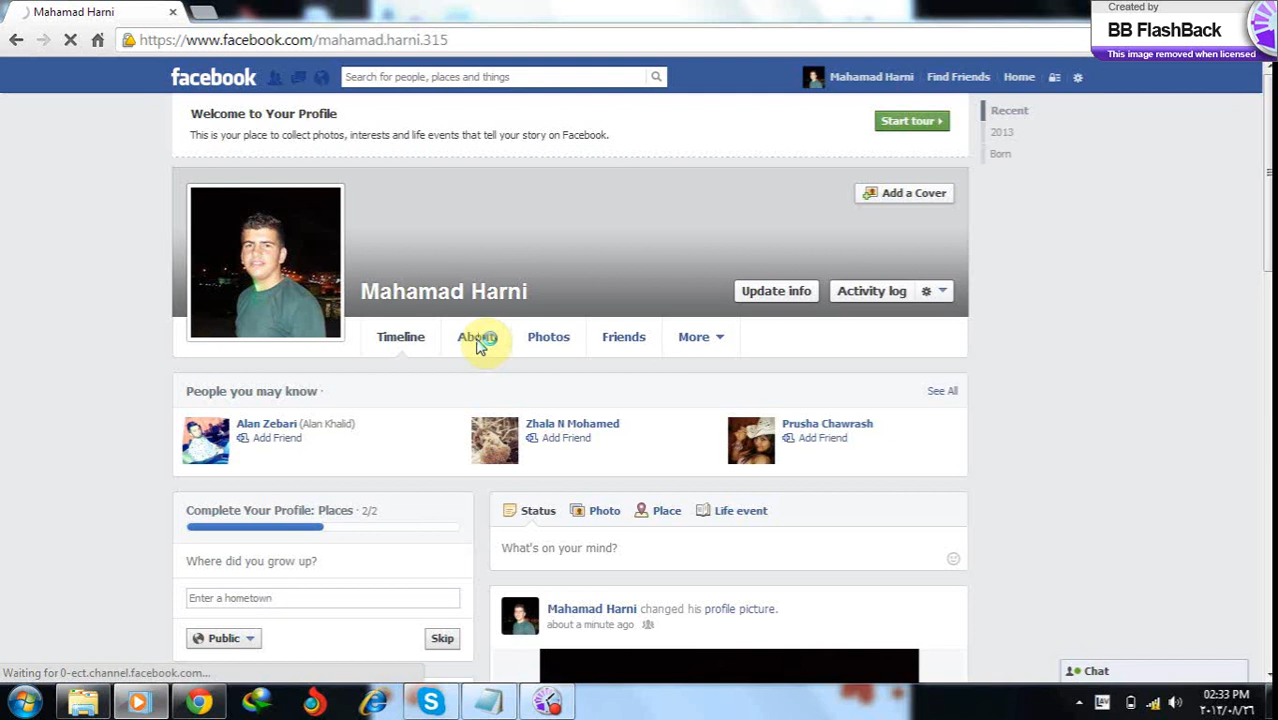 Mahamad Harni
Created by
BB FlashBack
This image removed when licensed
https://www.facebook.com/mahamad.harni.315
facebook
Search for people, places and things
Mahamad Harni
Find Friends
Home
Welcome to Your Profile
This is your place to collect photos, interests and life events that tell your story on Facebook.
Start tour
Recent
2013
Born
Add a Cover
Mahamad Harni
Update info
Activity log
Timeline
About
Photos
Friends
More
People you may know
See All
Alan Zebari (Alan Khalid)
Add Friend
Zhala N Mohamed
Add Friend
Prusha Chawrash
Add Friend
Complete Your Profile: Places · 2/2
Where did you grow up?
Enter a hometown
Public
Skip
Status
Photo
Place
Life event
What's on your mind?
Mahamad Harni changed his profile picture.
about a minute ago
Waiting for 0-ect.channel.facebook.com...
Chat
02:33 PM
٢٠١٣/٠٨/٢٦